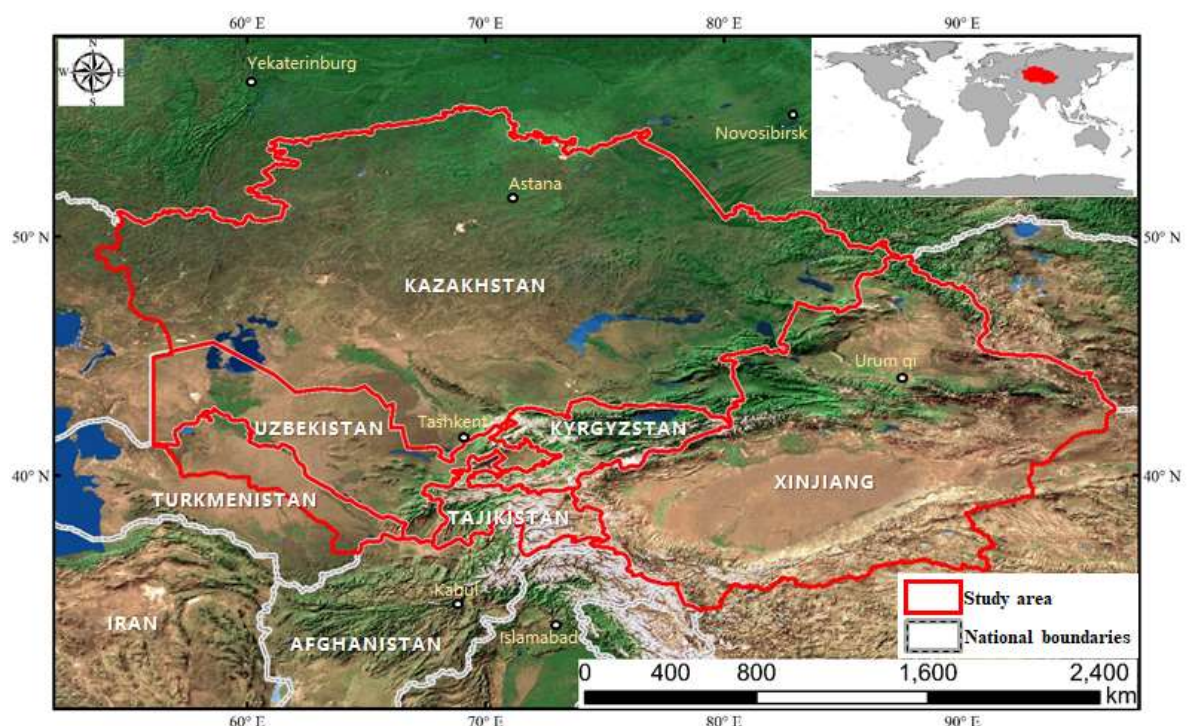 60° E 70° E 80° E 90° E
N
W E
S
Yekaterinburg
Novosibirsk
Astana
50° N 50° N
KAZAKHSTAN
Urum qi
Tashkent
UZBEKISTAN KYRGYZSTAN
40° N 40° N
XINJIANG
TURKMENISTAN
TAJIKISTAN
Kabul
IRAN
Islamabad
AFGHANISTAN
Study area
National boundaries
0 400 800 1,600 2,400
km
60° E 70° E 80° E 90° E